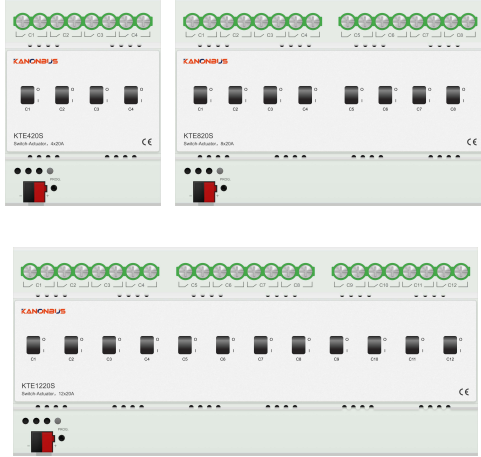 C1 C2 C3 C4
KANONBUS
C1 C2 C3 C4
KTE420S
Switch-Actuator，4x20A
CE
PROG.
C1 C2 C3 C4 C5 C6 C7 C8
KANONBUS
C1 C2 C3 C4 C5 C6 C7 C8
KTE820S
Switch-Actuator，8x20A
CE
PROG.
C1 C2 C3 C4 C5 C6 C7 C8 C9 C10 C11 C12
KANONBUS
C1 C2 C3 C4 C5 C6 C7 C8 C9 C10 C11 C12
KTE1220S
Switch-Actuator，12x20A
CE
PROG.